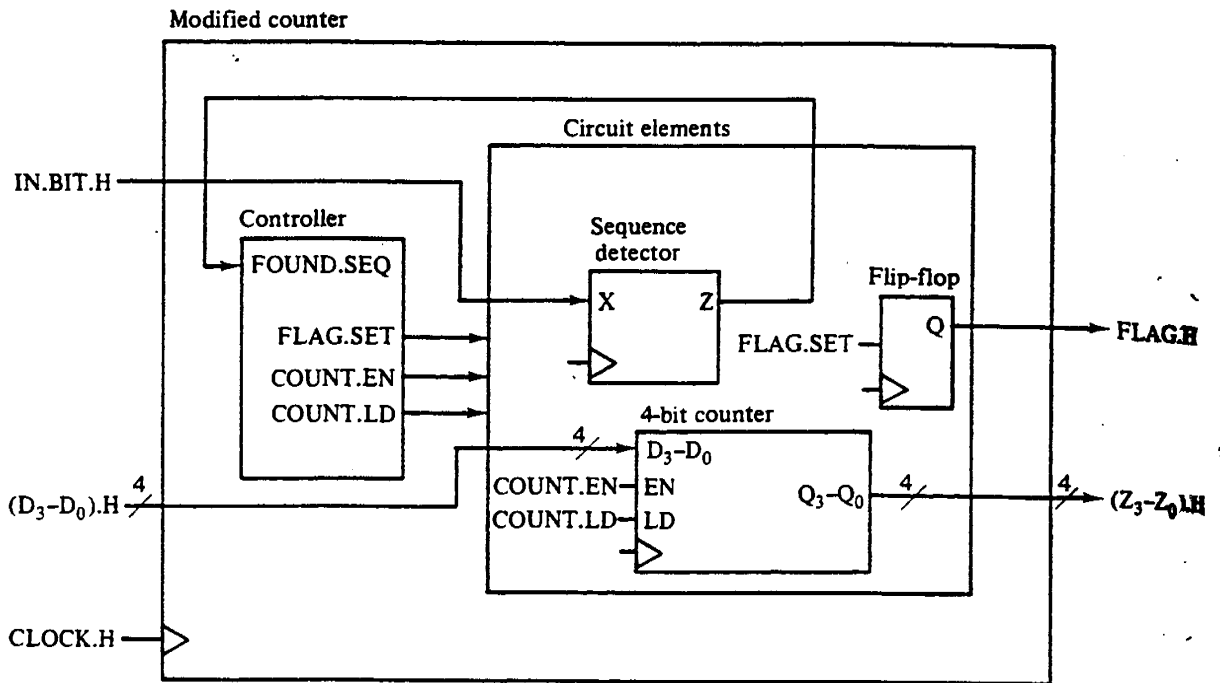 Modified counter
Circuit elements
IN.BIT.H
Controller
FOUND.SEQ
FLAG.SET
COUNT.EN
COUNT.LD
Sequence
detector
X Z
Flip-flop
FLAG.SET
Q
FLAG.H
4-bit counter
4
D₃–D₀
COUNT.EN EN
COUNT.LD LD
Q₃–Q₀
4
4
(Z₃–Z₀).H
4
(D₃–D₀).H
CLOCK.H